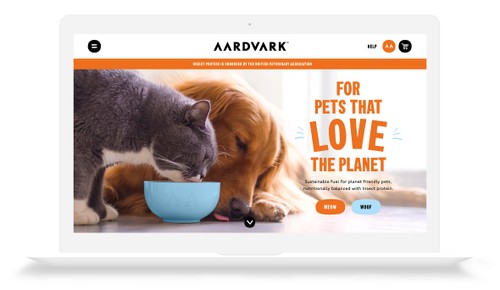 AARDVARK
HELP
AA
INSECT PROTEIN IS ENDORSED BY THE BRITISH VETERINARY ASSOCIATION
FOR
PETS THAT
LOVE
THE PLANET
Sustainable fuel for planet friendly pets,
nutritionally balanced with insect protein.
MEOW
WOOF